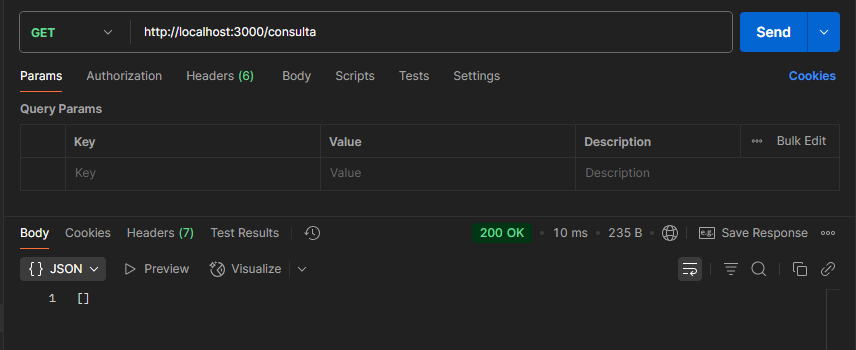 GET http://localhost:3000/consulta Send
Params Authorization Headers (6) Body Scripts Tests Settings Cookies
Query Params
Key Value Description ••• Bulk Edit
Key Value Description
Body Cookies Headers (7) Test Results 200 OK • 10 ms • 235 B e.g. Save Response •••
{ } JSON Preview Visualize
1 []